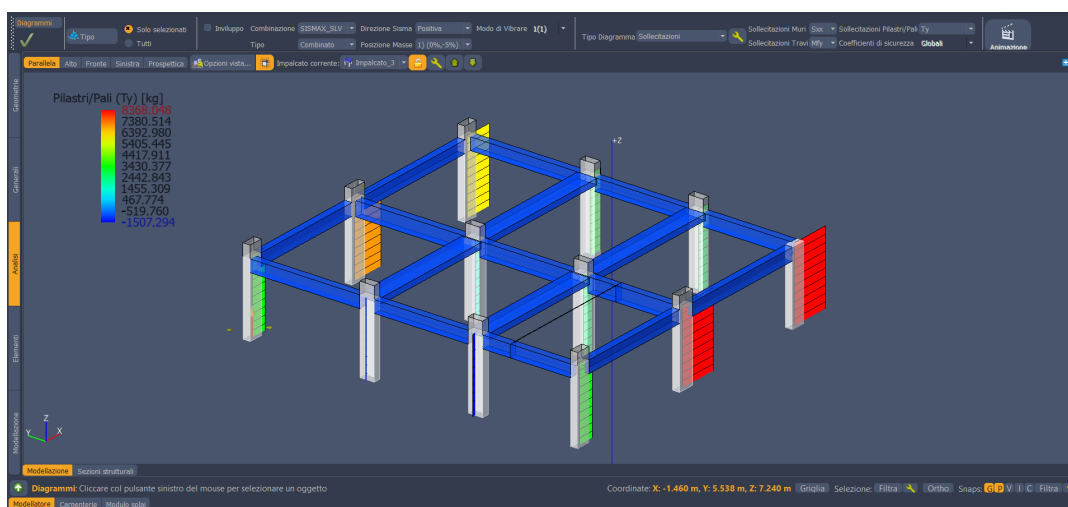 Diagrammi
Tipo
Solo selezionati
Tutti
Inviluppo Combinazione SISMAX_SLV Direzione Sisma Positiva Modo di Vibrare 1(1)
Tipo Combinato Posizione Masse 1) (0%,-5%)
Tipo Diagramma Sollecitazioni
Sollecitazioni Muri Sxx Sollecitazioni Pilastri/Pali Ty
Sollecitazioni Travi Mfy Coefficienti di sicurezza Globali
Animazione
Parallela Alto Fronte Sinistra Prospettica Opzioni vista... Impalcato corrente: Impalcato_3
Geometrie
Generali
Analisi
Elementi
Modellazione
Pilastri/Pali (Ty) [kg]
8368.048
7380.514
6392.980
5405.445
4417.911
3430.377
2442.843
1455.309
467.774
-519.760
-1507.294
+Z
Z
Y
X
Modellazione Sezioni strutturali
Diagrammi: Cliccare col pulsante sinistro del mouse per selezionare un oggetto
Coordinate: X: -1.460 m, Y: 5.538 m, Z: 7.240 m Griglia Selezione: Filtra Ortho Snaps: G P V I C Filtra
Modellatore Carpenterie Modulo solai